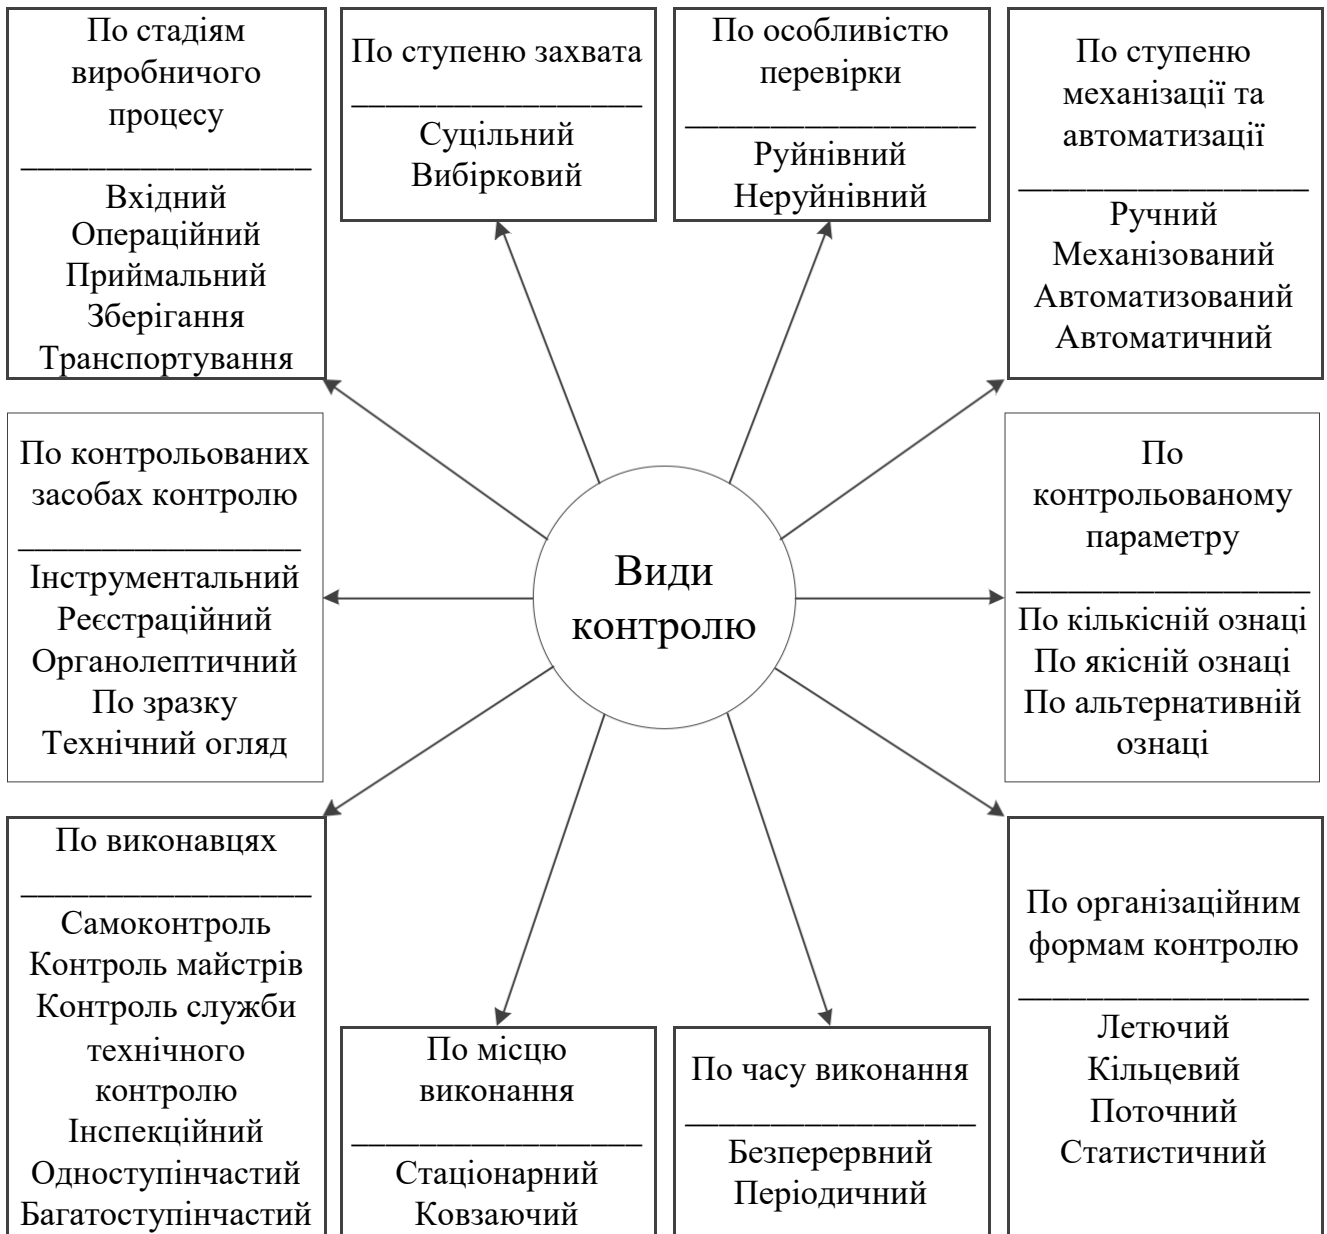 По стадіям
виробничого
процесу
Вхідний
Операційний
Приймальний
Зберігання
Транспортування
По ступеню захвата
Суцільний
Вибірковий
По особливістю
перевірки
Руйнівний
Неруйнівний
По ступеню
механізації та
автоматизації
Ручний
Механізований
Автоматизований
Автоматичний
По контрольованих
засобах контролю
Інструментальний
Реєстраційний
Органолептичний
По зразку
Технічний огляд
Види
контролю
По
контрольованому
параметру
По кількісній ознаці
По якісній ознаці
По альтернативній
ознаці
По виконавцях
Самоконтроль
Контроль майстрів
Контроль служби
технічного
контролю
Інспекційний
Одноступінчастий
Багатоступінчастий
По місцю
виконання
Стаціонарний
Ковзаючий
По часу виконання
Безперервний
Періодичний
По організаційним
формам контролю
Летючий
Кільцевий
Поточний
Статистичний